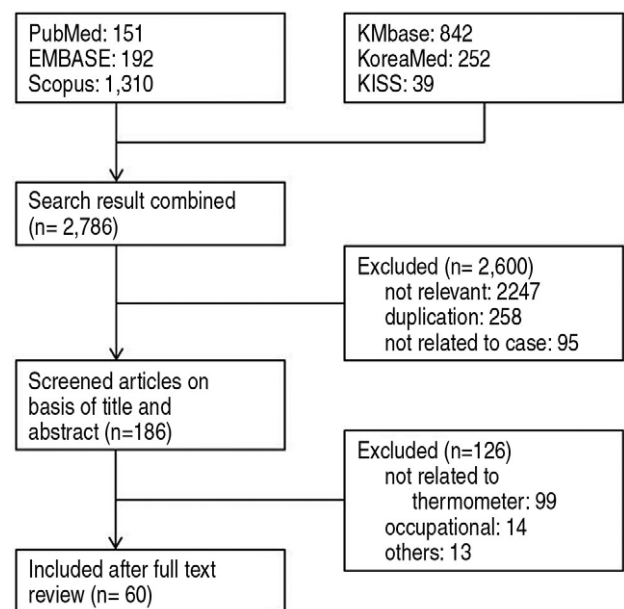 PubMed: 151
EMBASE: 192
Scopus: 1,310
KMbase: 842
KoreaMed: 252
KISS: 39
Search result combined
(n= 2,786)
Excluded (n= 2,600)
not relevant: 2247
duplication: 258
not related to case: 95
Screened articles on
basis of title and
abstract (n=186)
Excluded (n=126)
not related to
thermometer: 99
occupational: 14
others: 13
Included after full text
review (n= 60)